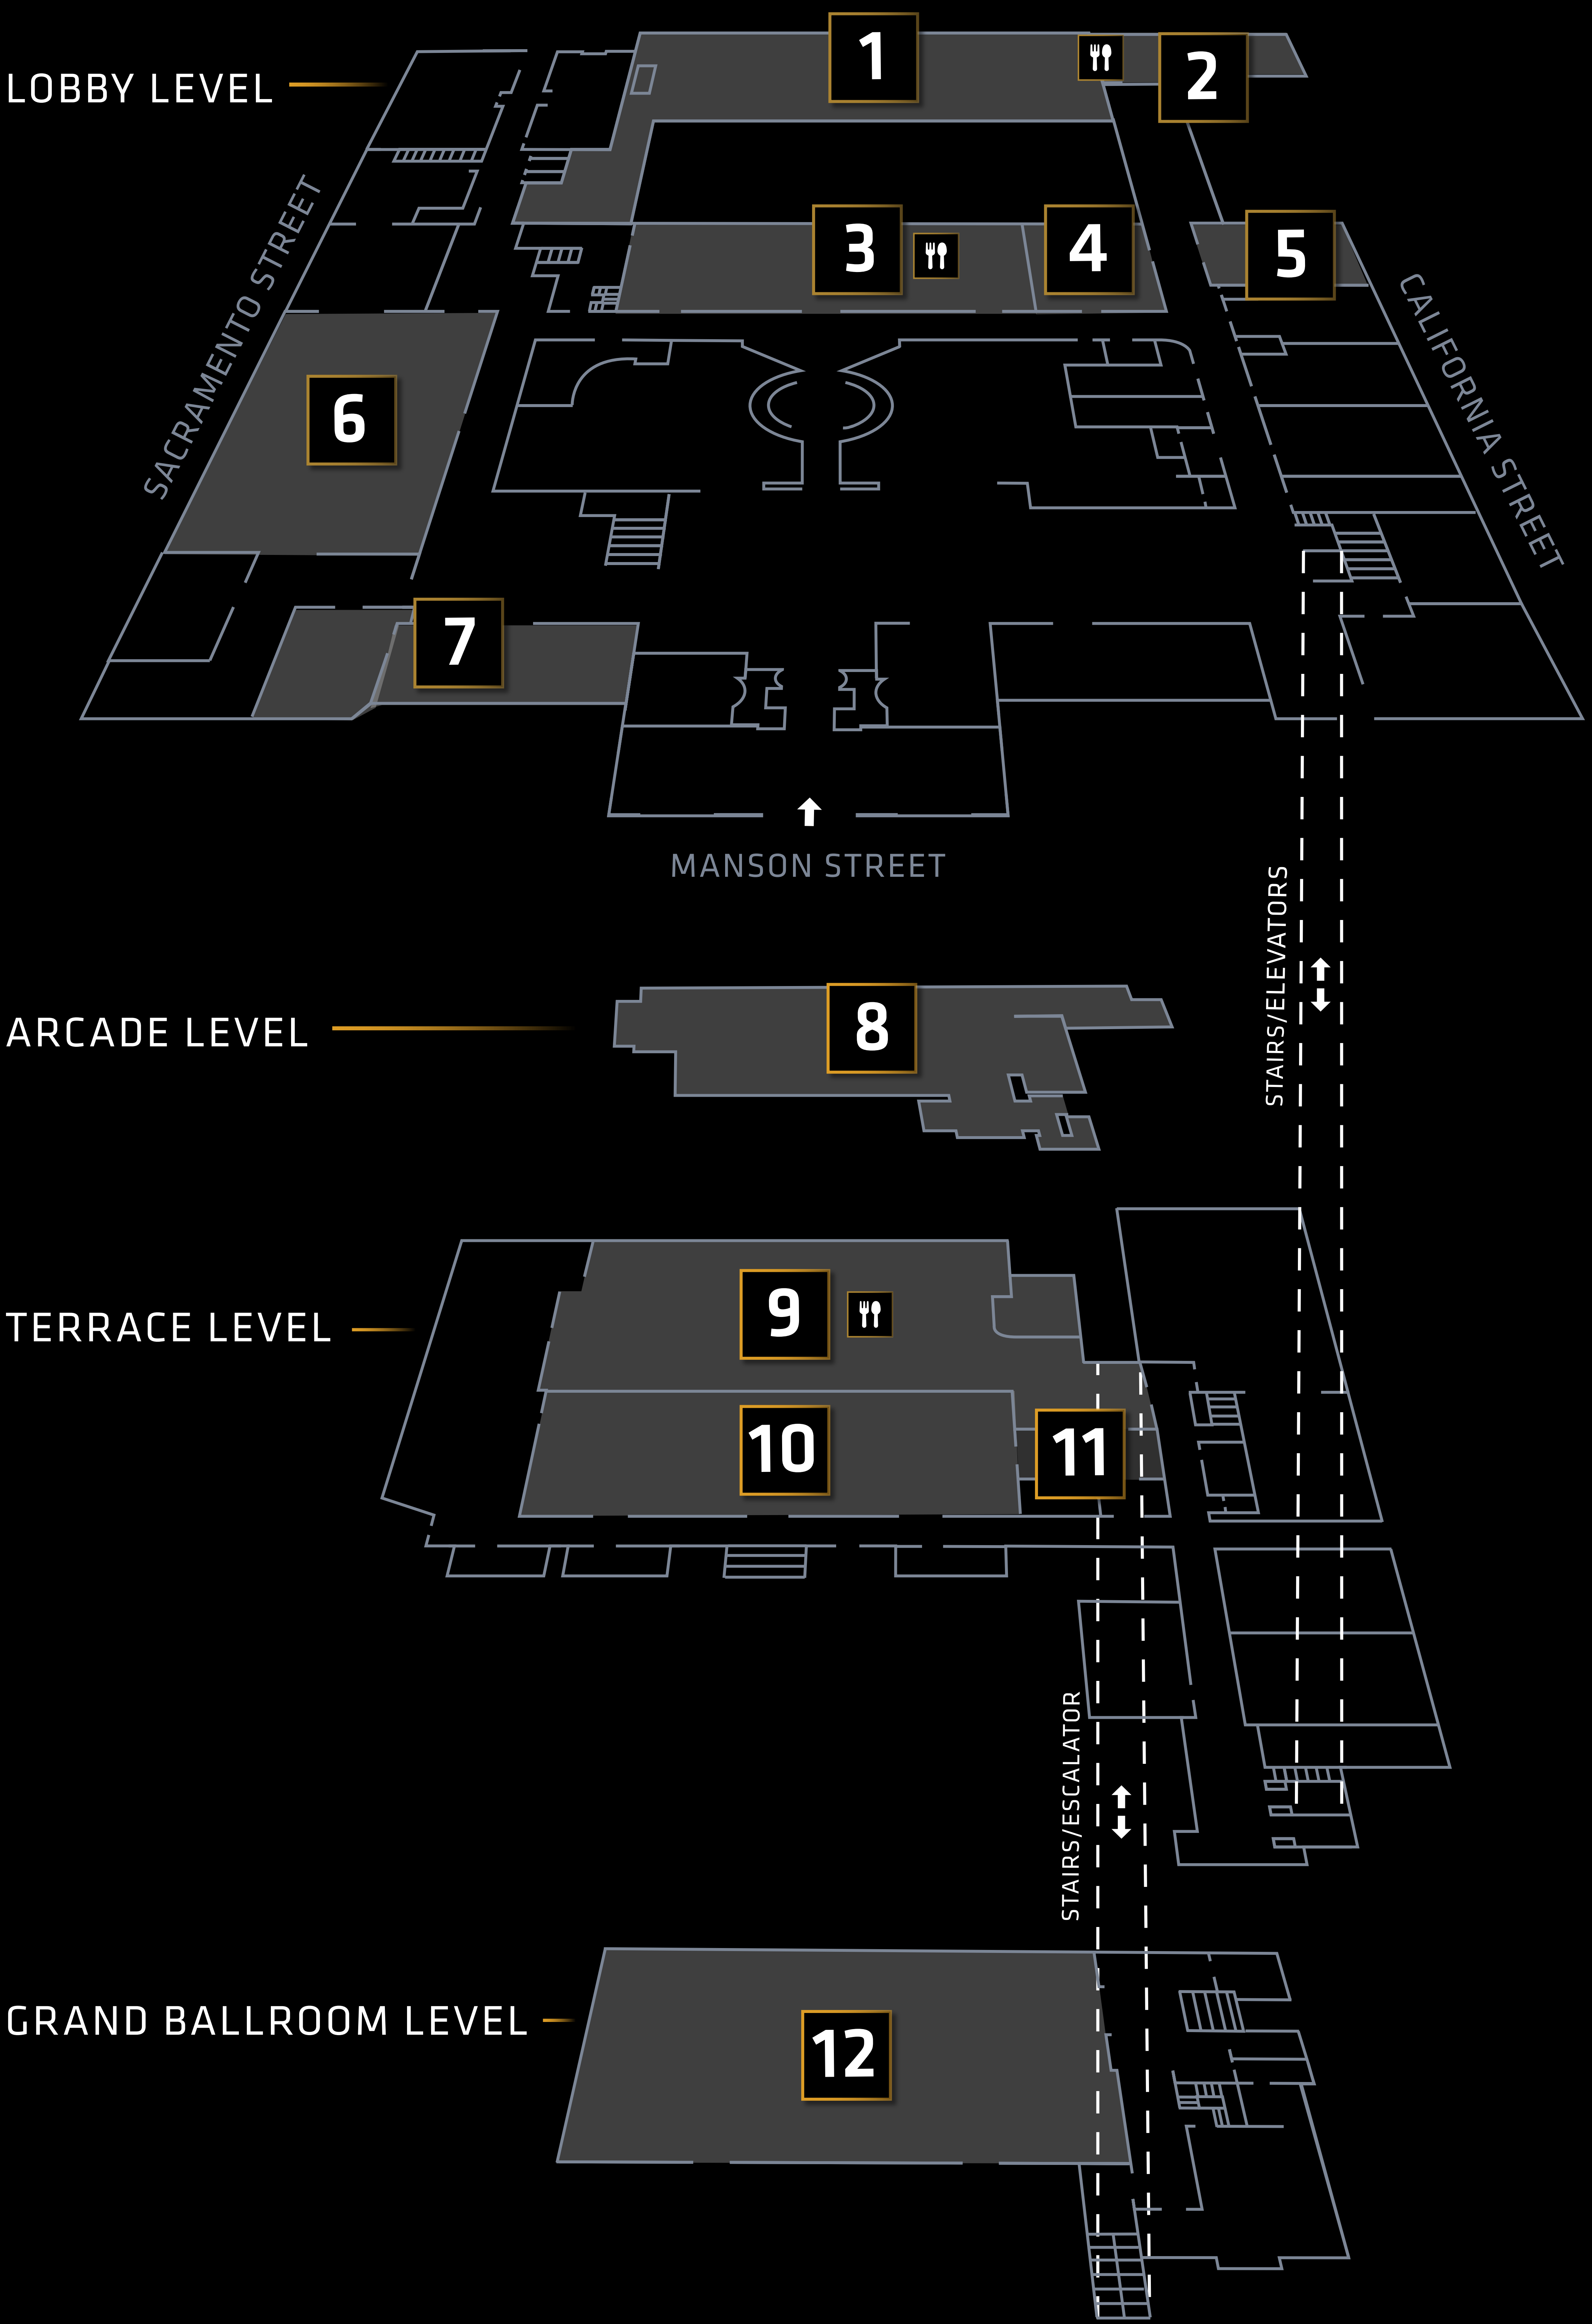 1
2
LOBBY LEVEL
SACRAMENTO STREET
3
4
5
CALIFORNIA STREET
6
7
MANSON STREET
STAIRS/ELEVATORS
8
ARCADE LEVEL
9
TERRACE LEVEL
10
11
STAIRS/ESCALATOR
GRAND BALLROOM LEVEL
12